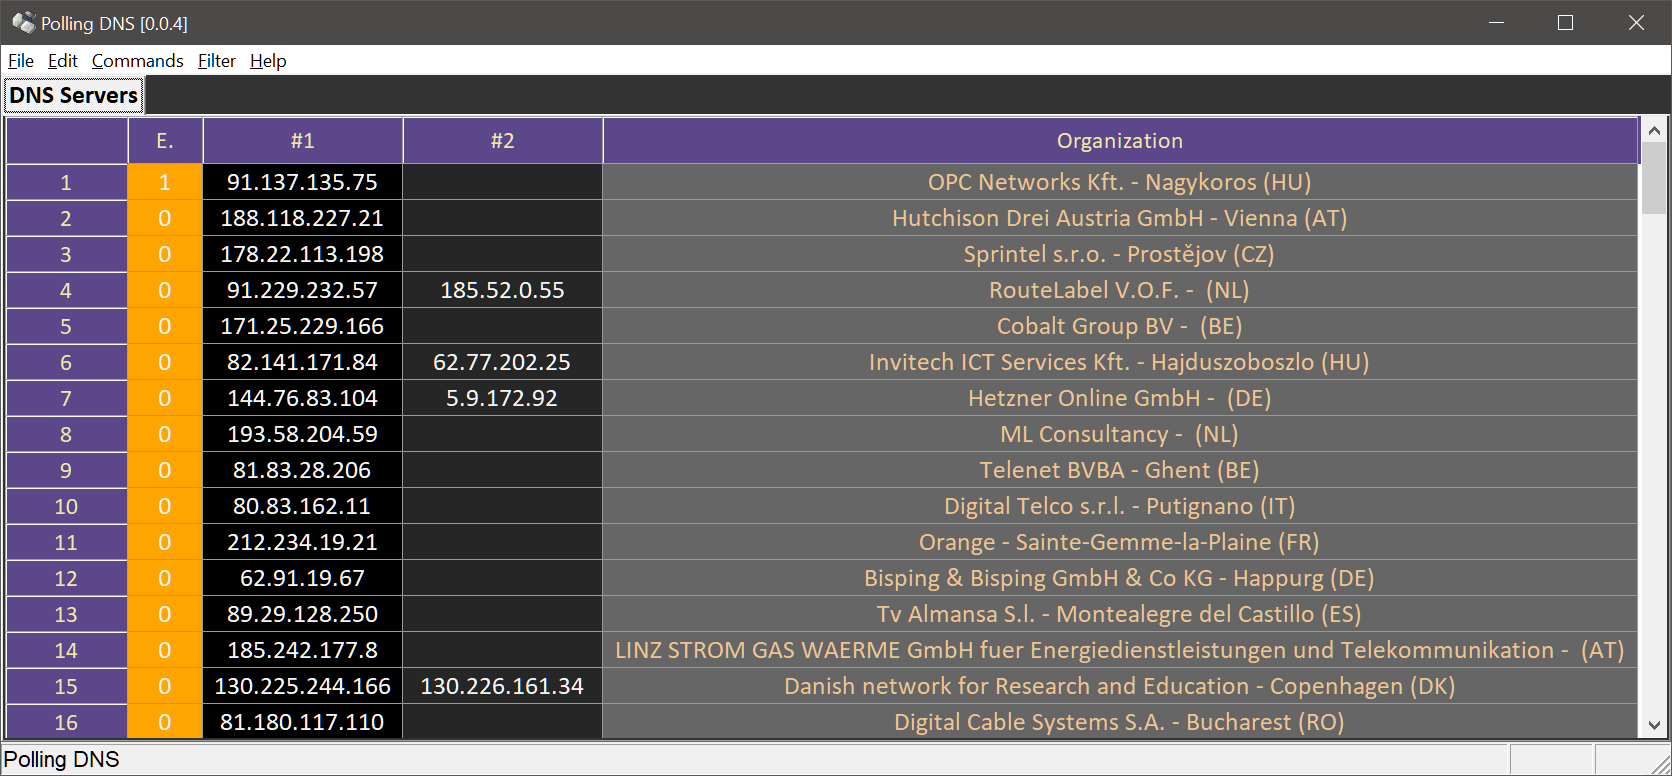 Polling DNS [0.0.4]
File Edit Commands Filter Help
DNS Servers
E. #1 #2 Organization
1 1 91.137.135.75 OPC Networks Kft. - Nagykoros (HU)
2 0 188.118.227.21 Hutchison Drei Austria GmbH - Vienna (AT)
3 0 178.22.113.198 Sprintel s.r.o. - Prostějov (CZ)
4 0 91.229.232.57 185.52.0.55 RouteLabel V.O.F. - (NL)
5 0 171.25.229.166 Cobalt Group BV - (BE)
6 0 82.141.171.84 62.77.202.25 Invitech ICT Services Kft. - Hajduszoboszlo (HU)
7 0 144.76.83.104 5.9.172.92 Hetzner Online GmbH - (DE)
8 0 193.58.204.59 ML Consultancy - (NL)
9 0 81.83.28.206 Telenet BVBA - Ghent (BE)
10 0 80.83.162.11 Digital Telco s.r.l. - Putignano (IT)
11 0 212.234.19.21 Orange - Sainte-Gemme-la-Plaine (FR)
12 0 62.91.19.67 Bisping & Bisping GmbH & Co KG - Happurg (DE)
13 0 89.29.128.250 Tv Almansa S.l. - Montealegre del Castillo (ES)
14 0 185.242.177.8 LINZ STROM GAS WAERME GmbH fuer Energiedienstleistungen und Telekommunikation - (AT)
15 0 130.225.244.166 130.226.161.34 Danish network for Research and Education - Copenhagen (DK)
16 0 81.180.117.110 Digital Cable Systems S.A. - Bucharest (RO)
Polling DNS